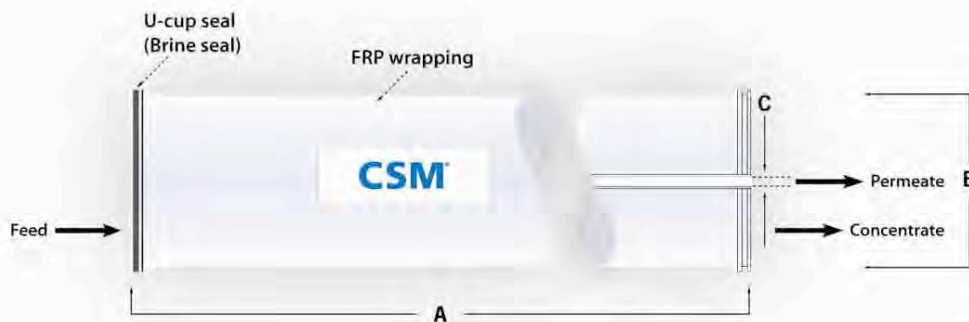 U-cup seal
(Brine seal)
FRP wrapping
C
CSM
Permeate
B
Feed
Concentrate
A